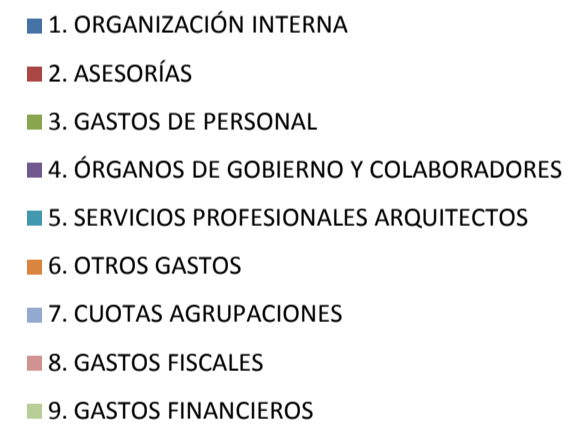 1. ORGANIZACIÓN INTERNA
2. ASESORÍAS
3. GASTOS DE PERSONAL
4. ÓRGANOS DE GOBIERNO Y COLABORADORES
5. SERVICIOS PROFESIONALES ARQUITECTOS
6. OTROS GASTOS
7. CUOTAS AGRUPACIONES
8. GASTOS FISCALES
9. GASTOS FINANCIEROS